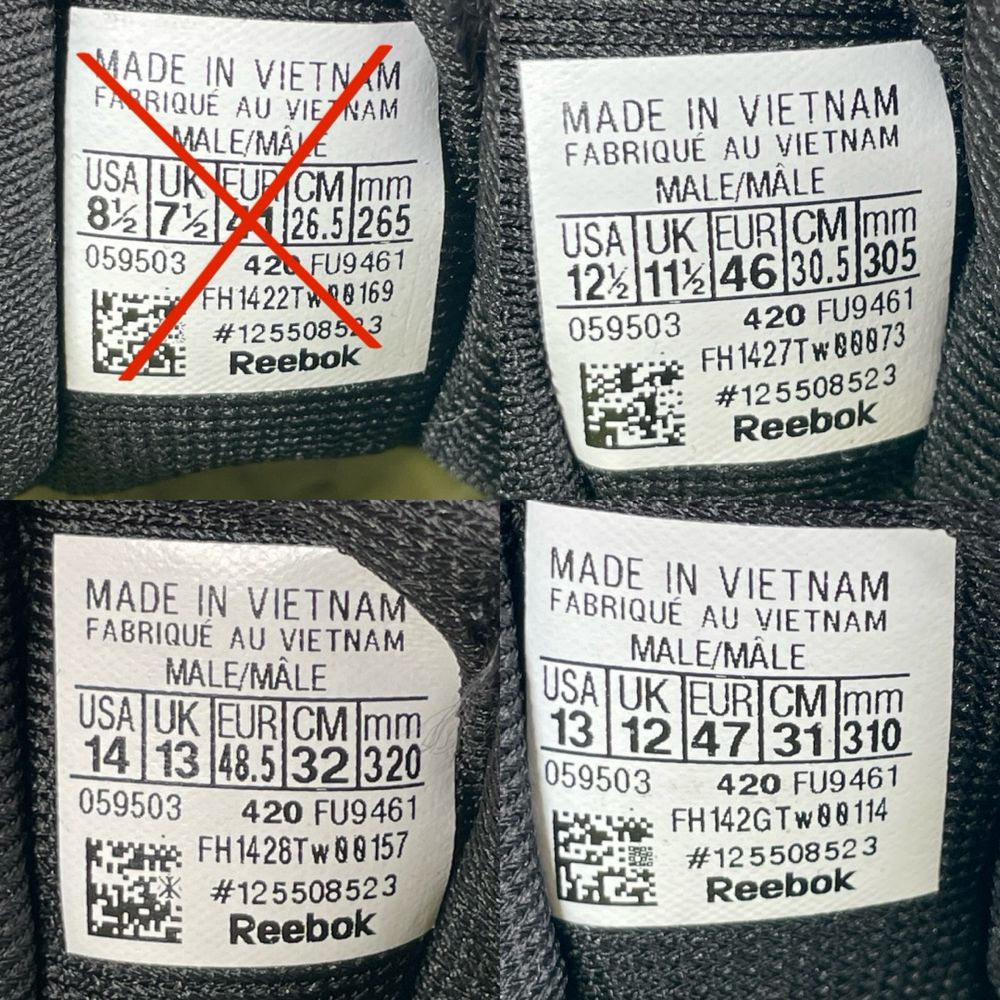 MADE IN VIETNAM
FABRIQUÉ AU VIETNAM
MALE/MÂLE
USA UK EUR CM mm
8½ 7½ 41 26.5 265
059503 420 FU9461
FH1422TW00169
#125508523
Reebok
MADE IN VIETNAM
FABRIQUÉ AU VIETNAM
MALE/MÂLE
USA UK EUR CM mm
12½ 11½ 46 30.5 305
059503 420 FU9461
FH1427TW00073
#125508523
Reebok
MADE IN VIETNAM
FABRIQUÉ AU VIETNAM
MALE/MÂLE
USA UK EUR CM mm
14 13 48.5 32 320
059503 420 FU9461
FH1428TW00157
#125508523
Reebok
MADE IN VIETNAM
FABRIQUÉ AU VIETNAM
MALE/MÂLE
USA UK EUR CM mm
13 12 47 31 310
059503 420 FU9461
FH142GTW00114
#125508523
Reebok